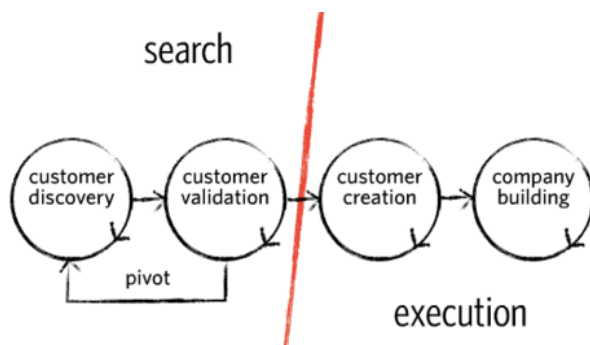 search
customer
discovery
customer
validation
customer
creation
company
building
pivot
execution